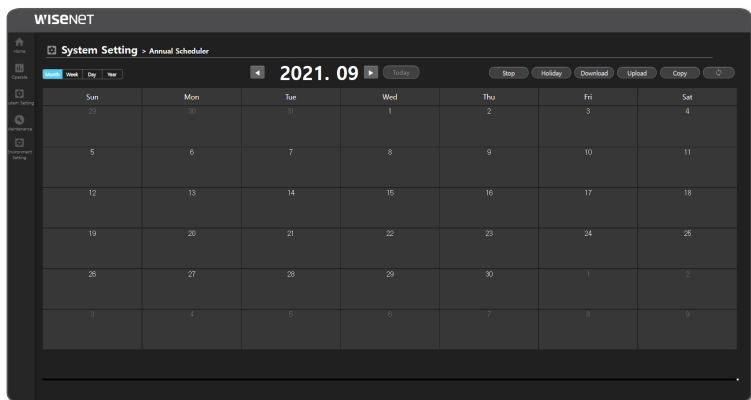 WISENET
Home
Operate
System Setting
Maintenance
Environment
Setting
System Setting > Annual Scheduler
Month Week Day Year
2021. 09 Today
Stop Holiday Download Upload Copy
Sun Mon Tue Wed Thu Fri Sat
29 30 31 1 2 3 4
5 6 7 8 9 10 11
12 13 14 15 16 17 18
19 20 21 22 23 24 25
26 27 28 29 30 1 2
3 4 5 6 7 8 9